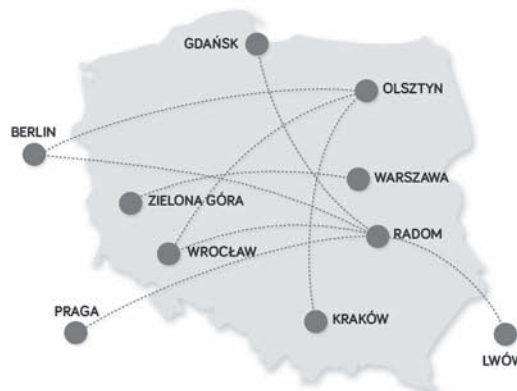 GDAŃSK
OLSZTYN
BERLIN
WARSZAWA
ZIELONA GÓRA
RADOM
WROCŁAW
PRAGA
KRAKÓW
LWÓW